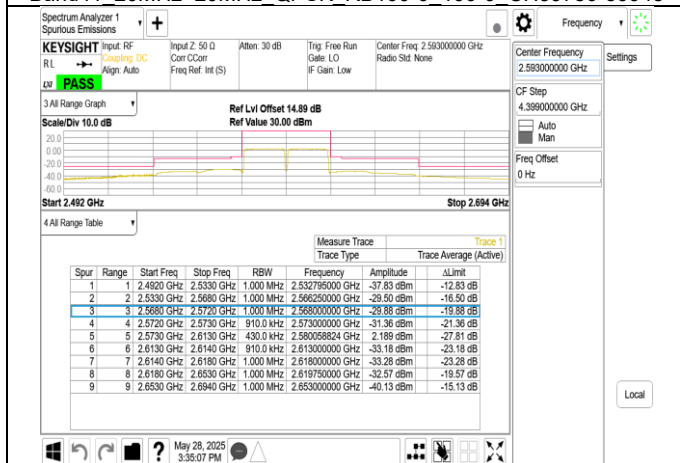 Spectrum Analyzer 1
Spurious Emissions
Frequency
KEYSIGHT
Input: RF
Input Z: 50 Ω
Atten: 30 dB
Trig: Free Run
Center Freq: 2.593000000 GHz
RL
Coupling: DC
Corr CCorr
Gate: LO
Radio Std: None
Align: Auto
Freq Ref: Int (S)
IF Gain: Low
LXI
PASS
Center Frequency
2.593000000 GHz
Settings
CF Step
4.399000000 GHz
Auto
Man
Freq Offset
0 Hz
3 All Range Graph
Ref Lvl Offset 14.89 dB
Scale/Div 10.0 dB
Ref Value 30.00 dBm
20.0
0.00
-20.0
-40.0
-60.0
Start 2.492 GHz
Stop 2.694 GHz
4 All Range Table
Measure Trace Trace 1
Trace Type Trace Average (Active)
Spur Range Start Freq Stop Freq RBW Frequency Amplitude ΔLimit
1 1 2.4920 GHz 2.5330 GHz 1.000 MHz 2.532795000 GHz -37.83 dBm -12.83 dB
2 2 2.5330 GHz 2.5680 GHz 1.000 MHz 2.566250000 GHz -29.50 dBm -16.50 dB
3 3 2.5680 GHz 2.5720 GHz 1.000 MHz 2.568000000 GHz -29.88 dBm -19.88 dB
4 4 2.5720 GHz 2.5730 GHz 910.0 kHz 2.573000000 GHz -31.36 dBm -21.36 dB
5 5 2.5730 GHz 2.6130 GHz 430.0 kHz 2.580058824 GHz 2.189 dBm -27.81 dB
6 6 2.6130 GHz 2.6140 GHz 910.0 kHz 2.613000000 GHz -33.18 dBm -23.18 dB
7 7 2.6140 GHz 2.6180 GHz 1.000 MHz 2.618000000 GHz -33.28 dBm -23.28 dB
8 8 2.6180 GHz 2.6530 GHz 1.000 MHz 2.619750000 GHz -32.57 dBm -19.57 dB
9 9 2.6530 GHz 2.6940 GHz 1.000 MHz 2.653000000 GHz -40.13 dBm -15.13 dB
Local
May 28, 2025
3:35:07 PM